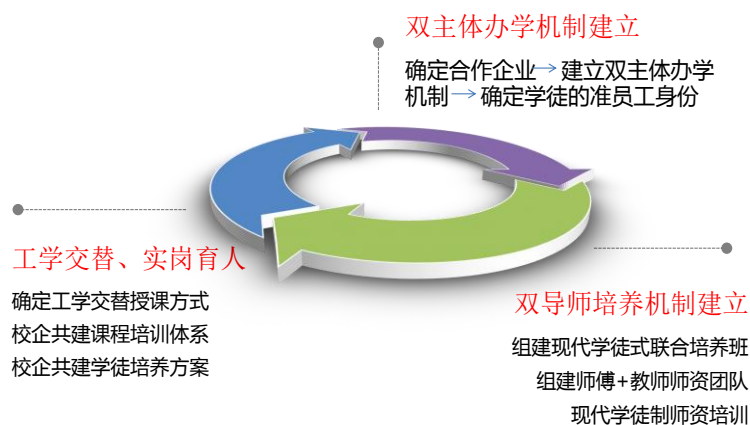 双主体办学机制建立
确定合作企业→建立双主体办学
机制→确定学徒的准员工身份
工学交替、实岗育人
确定工学交替授课方式
校企共建课程培训体系
校企共建学徒培养方案
双导师培养机制建立
组建现代学徒式联合培养班
组建师傅+教师师资团队
现代学徒制师资培训